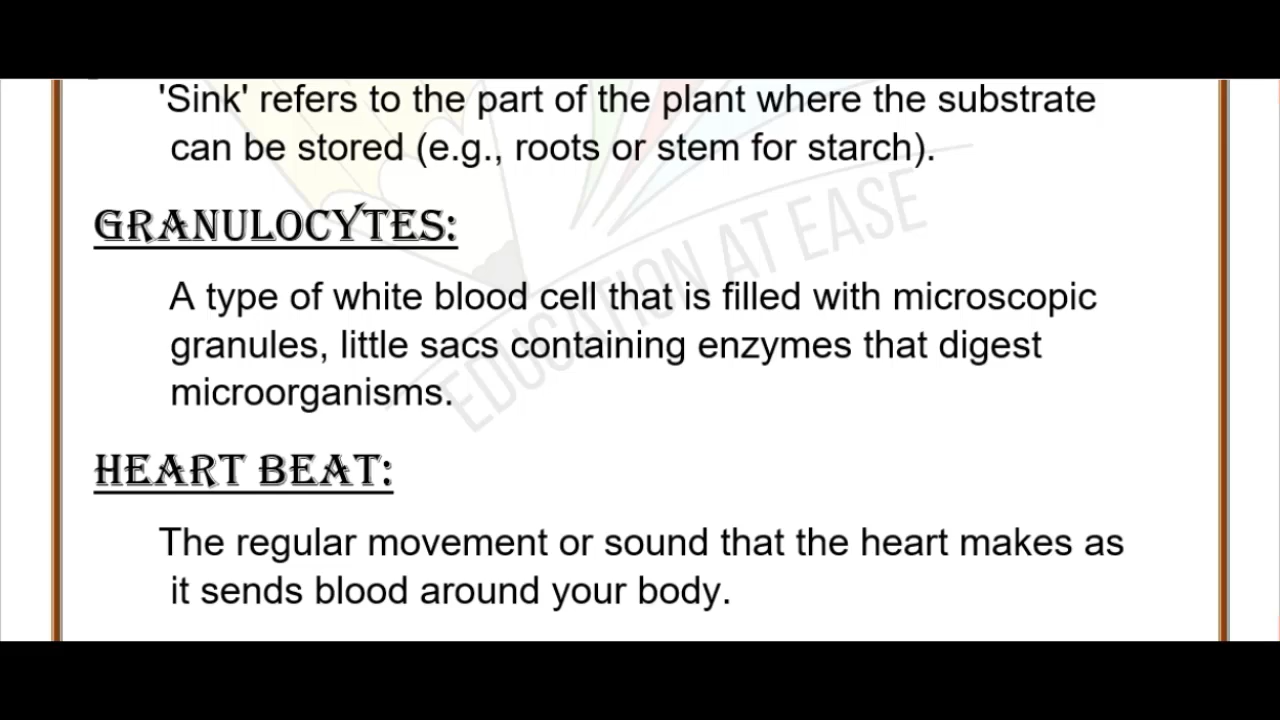 'Sink' refers to the part of the plant where the substrate
can be stored (e.g., roots or stem for starch).
GRANULOCYTES:
A type of white blood cell that is filled with microscopic
granules, little sacs containing enzymes that digest
microorganisms.
HEART BEAT:
The regular movement or sound that the heart makes as
it sends blood around your body.
EDUCATION AT EASE